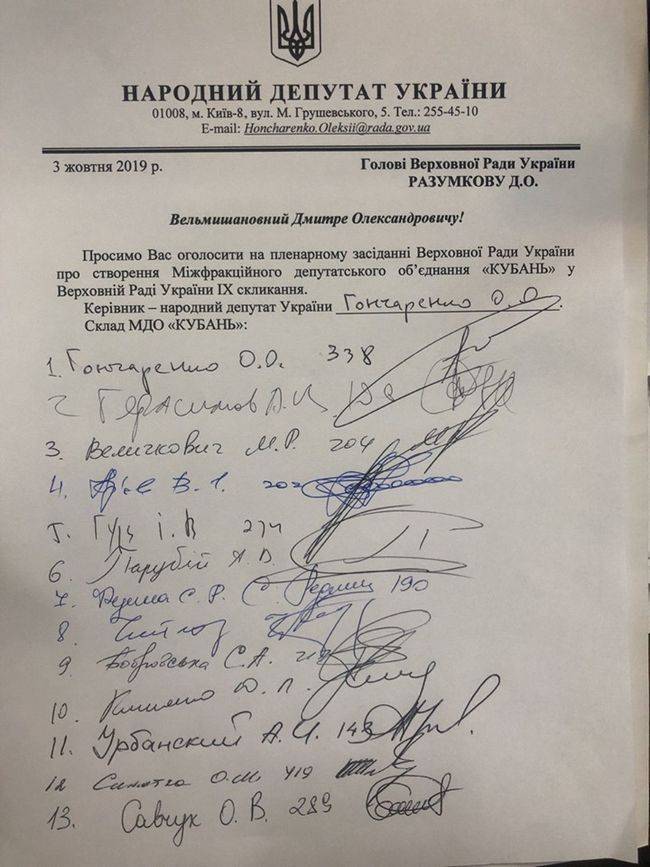 НАРОДНИЙ ДЕПУТАТ УКРАЇНИ
01008, м. Київ-8, вул. М. Грушевського, 5. Тел.: 255-45-10
E-mail: Honcharenko.Oleksii@rada.gov.ua
3 жовтня 2019 р.
Голові Верховної Ради України
РАЗУМКОВУ Д.О.
Вельмишановний Дмитре Олександровичу!
Просимо Вас оголосити на пленарному засіданні Верховної Ради України
про створення Міжфракційного депутатського об’єднання «КУБАНЬ» у
Верховній Раді України IX скликання.
Керівник – народний депутат України Гончаренко О.О.
Склад МДО «КУБАНЬ»:
1. Гончаренко О.О. 338
2 Герасимов А.
3. Величкович М.Р. 204
4. В. І.
5. І. В 274
6 Парубій А. В.
7. С. Р. 190
8
9 Бобровська С.А.
10 Ю. Л.
11. Урбанский А.И. 143
12 О.М. 419
13. Савчук О. В. 289